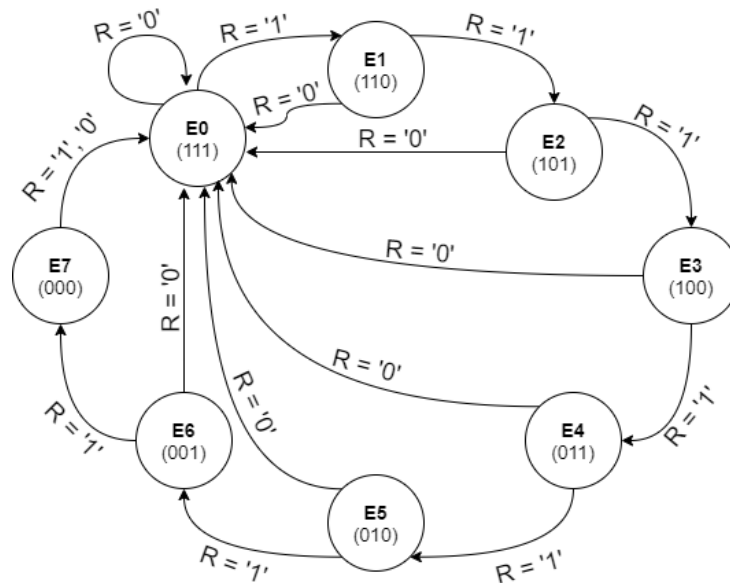 R = '0'
R = '1'
E1
(110)
R = '1'
R = '0'
E0
(111)
R = '0'
E2
(101)
R = '1'
R = '1', '0'
E7
(000)
R = '0'
R = '0'
E3
(100)
R = '0'
R = '0'
R = '1'
E6
(001)
R = '0'
E4
(011)
R = '1'
E5
(010)
R = '1'
R = '1'